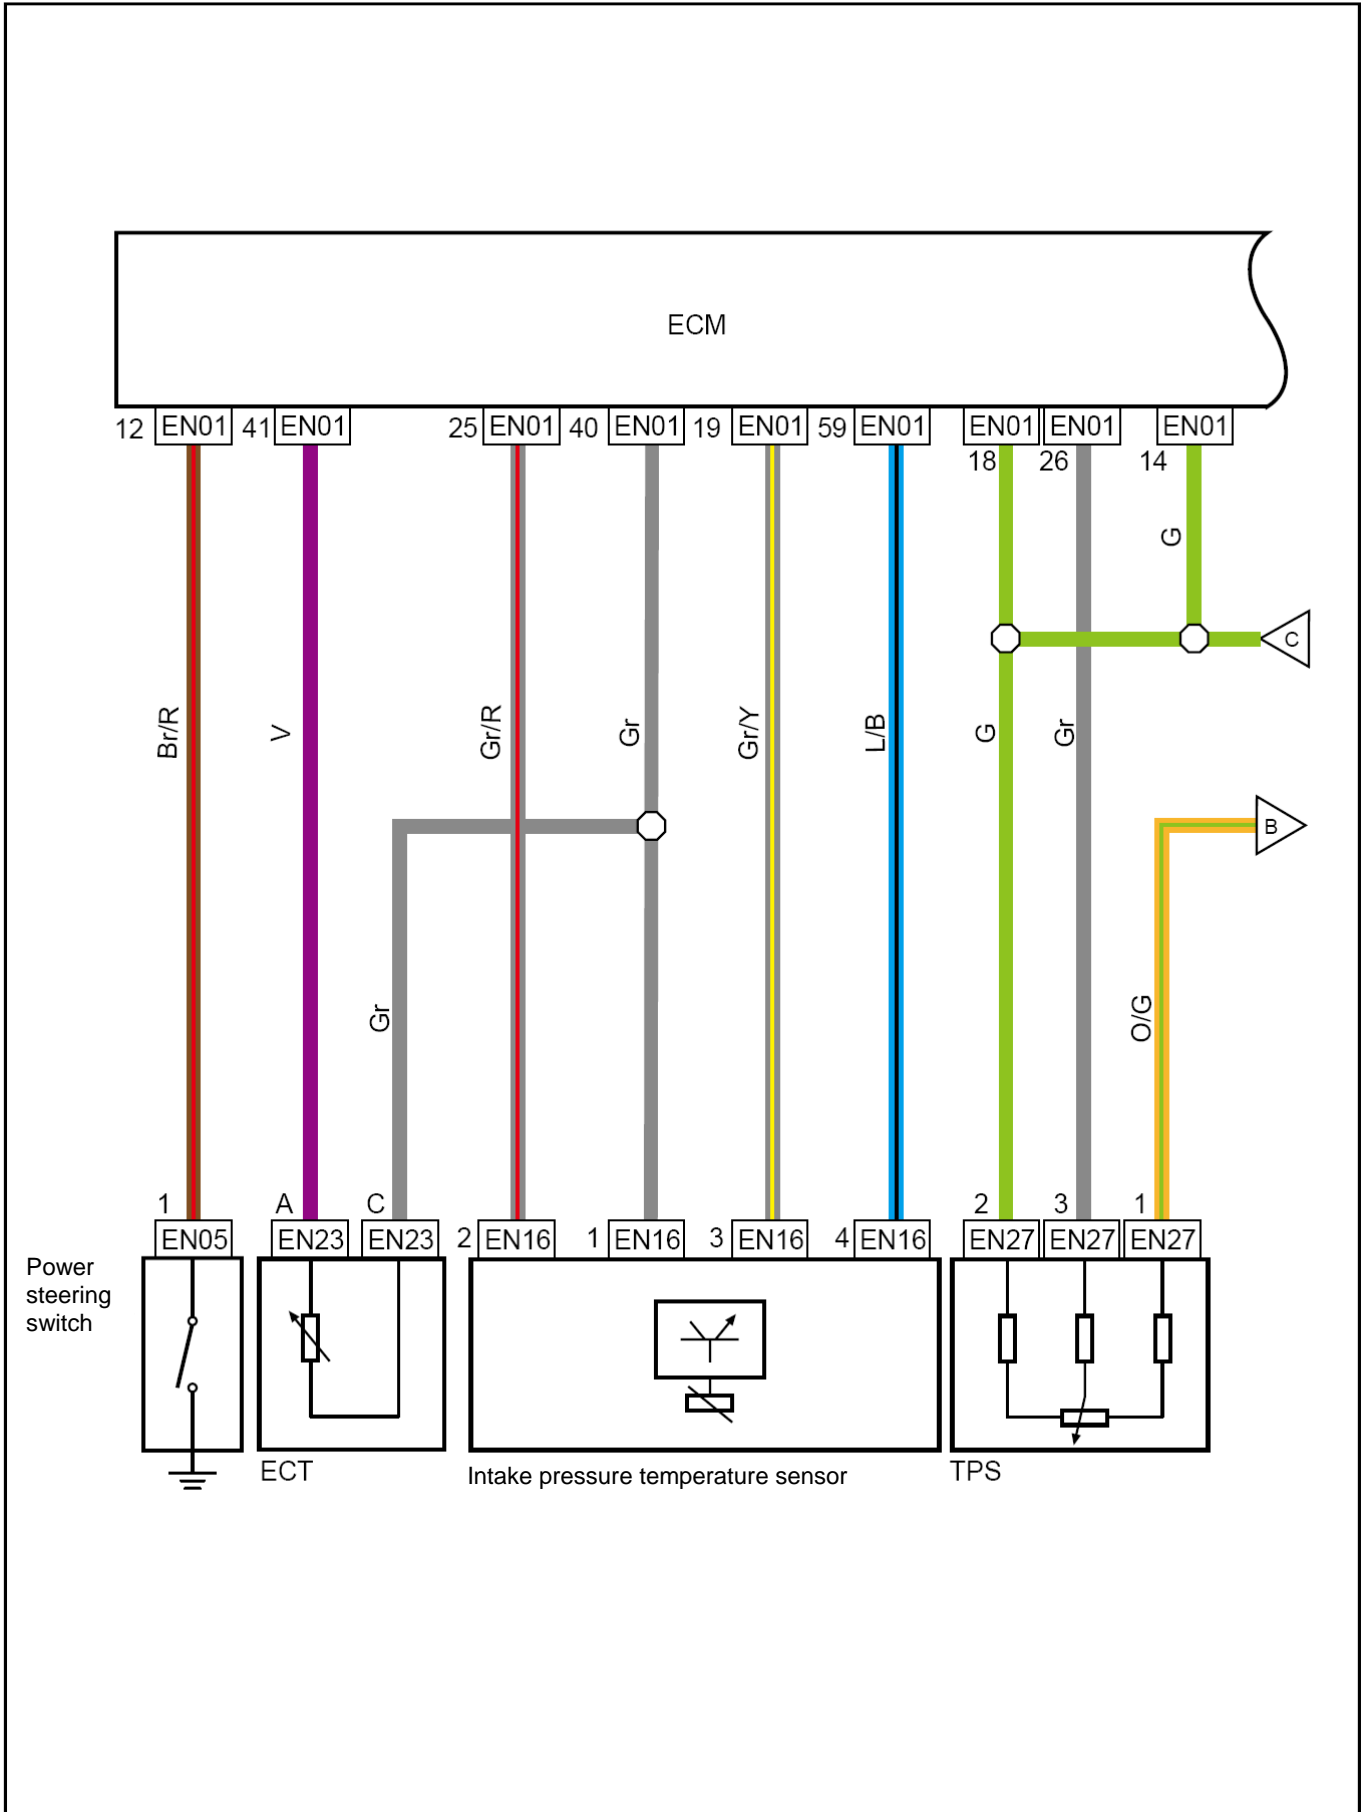 ECM
12 EN01 41 EN01 25 EN01 40 EN01 19 EN01 59 EN01 EN01 EN01 EN01
18 26 14
G
C
Br/R V Gr/R Gr Gr/Y L/B G Gr
B
Gr O/G
1 A C 2 3 1
EN05 EN23 EN23 2 EN16 1 EN16 3 EN16 4 EN16 EN27 EN27 EN27
Power
steering
switch
ECT Intake pressure temperature sensor TPS